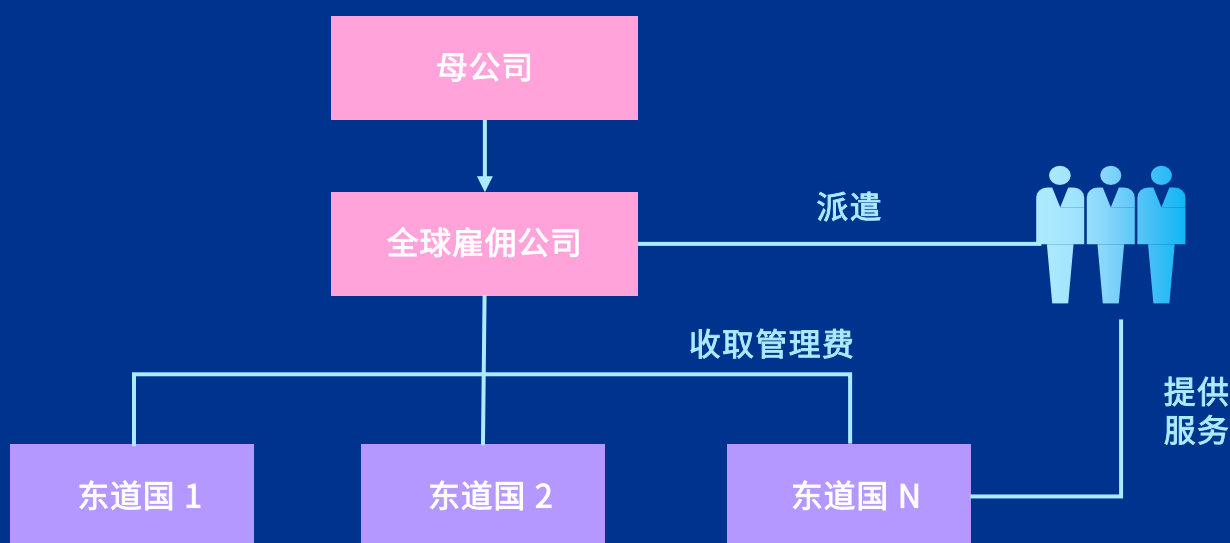 母公司
全球雇佣公司
派遣
收取管理费
提供
服务
东道国 1
东道国 2
东道国 N